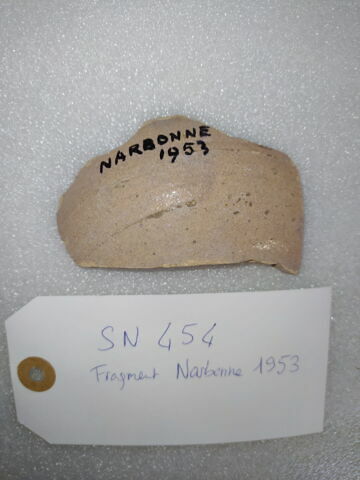 NARBONNE
1953
SN 454
Fragment Narbonne 1953